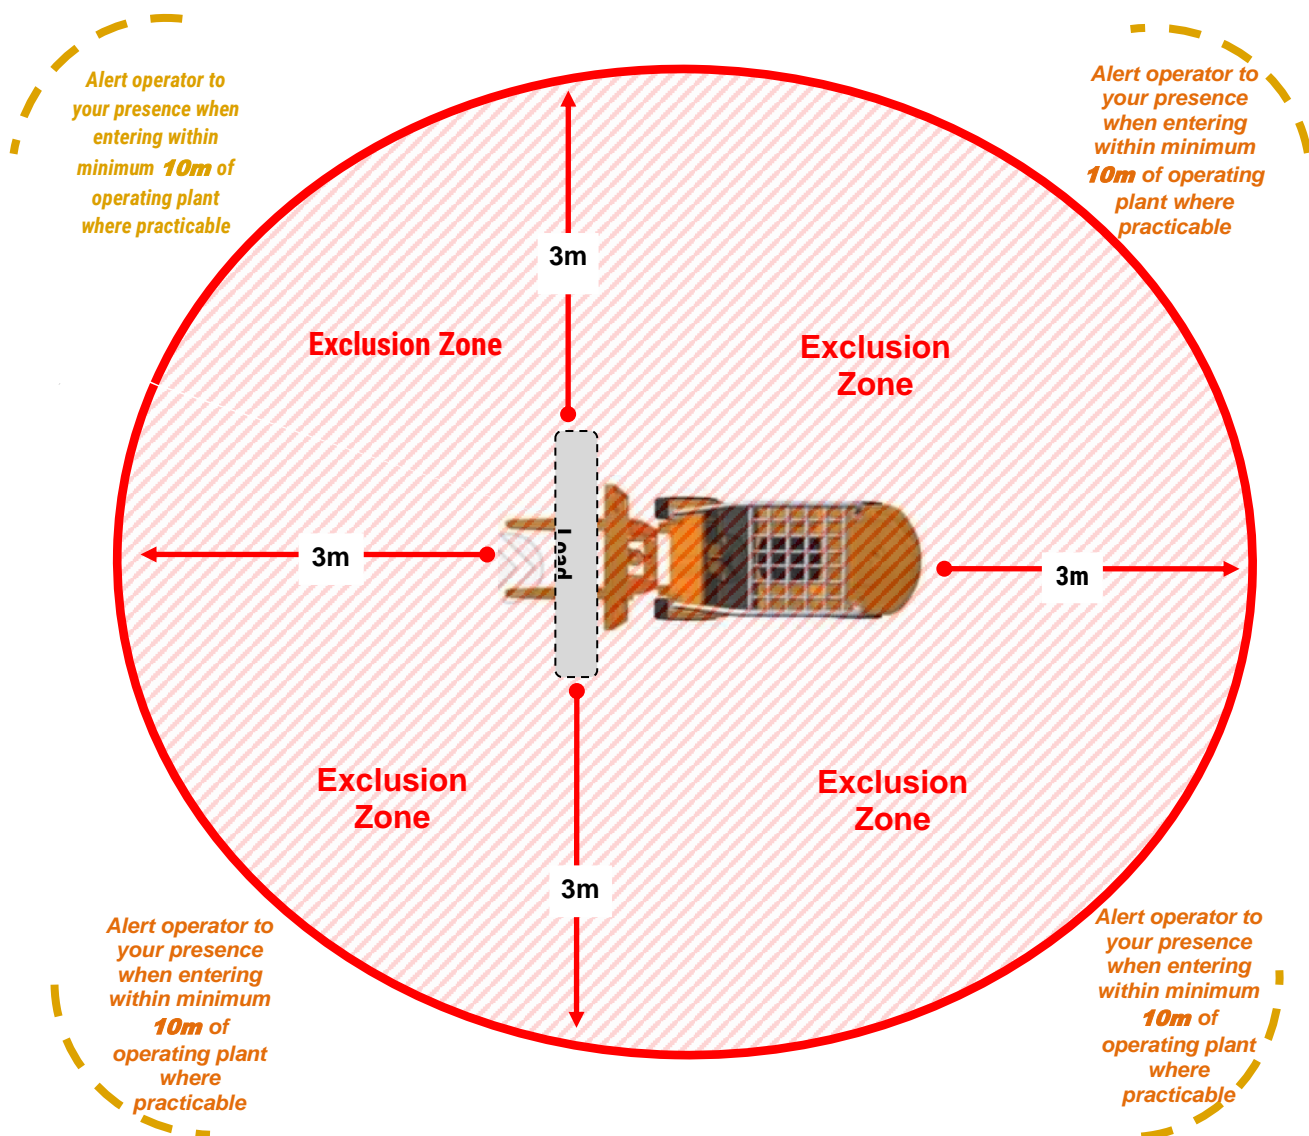 Alert operator to
your presence when
entering within
minimum 10m of
operating plant
where practicable
Alert operator to
your presence
when entering
within minimum
10m of operating
plant where
practicable
3m
Exclusion Zone
Exclusion
Zone
3m
Load
3m
Exclusion
Zone
Exclusion
Zone
3m
Alert operator to
your presence
when entering
within minimum
10m of
operating plant
where
practicable
Alert operator to
your presence
when entering
within minimum
10m of
operating plant
where
practicable